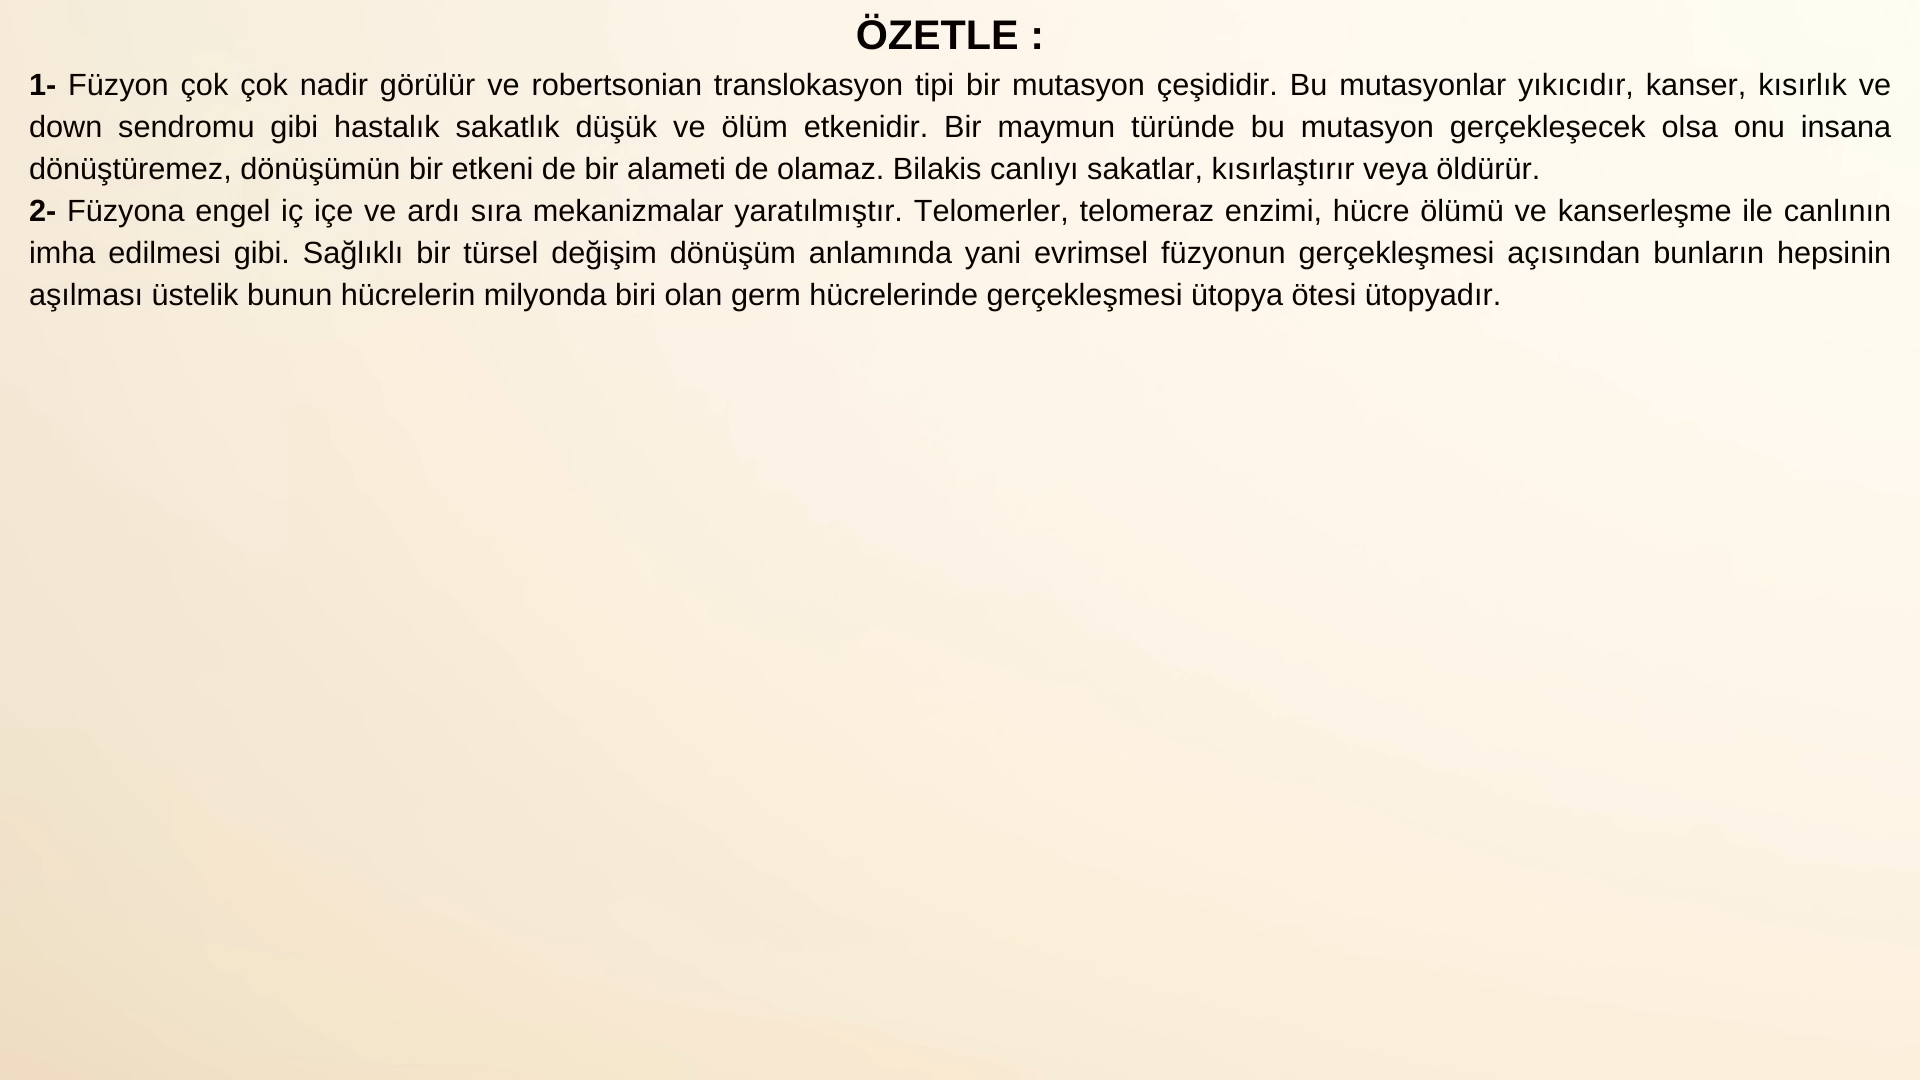 ÖZETLE :
1- Füzyon çok çok nadir görülür ve robertsonian translokasyon tipi bir mutasyon çeşididir. Bu mutasyonlar yıkıcıdır, kanser, kısırlık ve
down sendromu gibi hastalık sakatlık düşük ve ölüm etkenidir. Bir maymun türünde bu mutasyon gerçekleşecek olsa onu insana
dönüştüremez, dönüşümün bir etkeni de bir alameti de olamaz. Bilakis canlıyı sakatlar, kısırlaştırır veya öldürür.
2- Füzyona engel iç içe ve ardı sıra mekanizmalar yaratılmıştır. Telomerler, telomeraz enzimi, hücre ölümü ve kanserleşme ile canlının
imha edilmesi gibi. Sağlıklı bir türsel değişim dönüşüm anlamında yani evrimsel füzyonun gerçekleşmesi açısından bunların hepsinin
aşılması üstelik bunun hücrelerin milyonda biri olan germ hücrelerinde gerçekleşmesi ütopya ötesi ütopyadır.